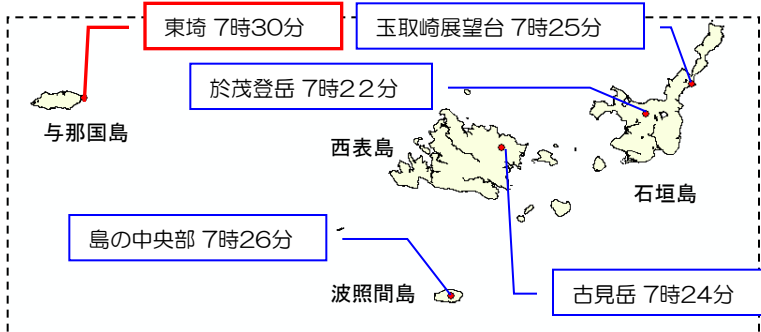 東埼 7時30分
玉取崎展望台 7時25分
於茂登岳 7時22分
与那国島
西表島
石垣島
島の中央部 7時26分
波照間島
古見岳 7時24分